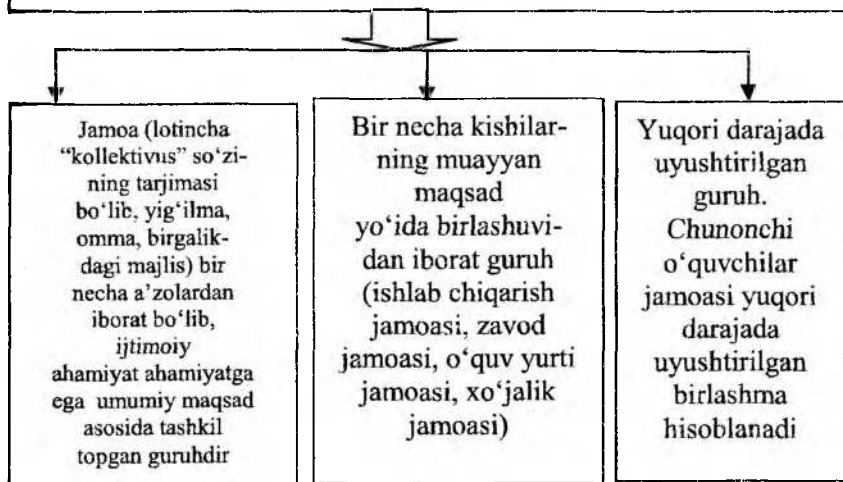 Jamoa (lotincha
“kollektivus” so‘zi-
ning tarjimasi
bo‘lib, yig‘ilma,
omma, birgalik-
dagi majlis) bir
necha a’zolardan
iborat bo‘lib,
ijtimoiy
ahamiyat ahamiyatga
ega umumiy maqsad
asosida tashkil
topgan guruhdir
Bir necha kishilar-
ning muayyan
maqsad
yo‘ida birlashuvi-
dan iborat guruh
(ishlab chiqarish
jamoasi, zavod
jamoasi, o‘quv yurti
jamoasi, xo‘jalik
jamoasi)
Yuqori darajada
uyushtirilgan
guruh.
Chunonchi
o‘quvchilar
jamoasi yuqori
darajada
uyushtirilgan
birlashma
hisoblanadi